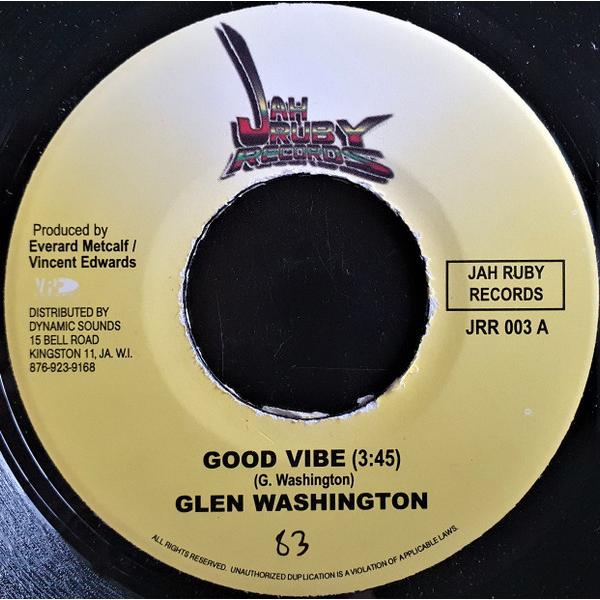 JAH
RUBY
RECORDS
Produced by
Everard Metcalf /
Vincent Edwards
VP
DISTRIBUTED BY
DYNAMIC SOUNDS
15 BELL ROAD
KINGSTON 11, JA. W.I.
876-923-9168
JAH RUBY
RECORDS
JRR 003 A
GOOD VIBE (3:45)
(G. Washington)
GLEN WASHINGTON
83
ALL RIGHTS RESERVED. UNAUTHORIZED DUPLICATION IS A VIOLATION OF APPLICABLE LAWS.